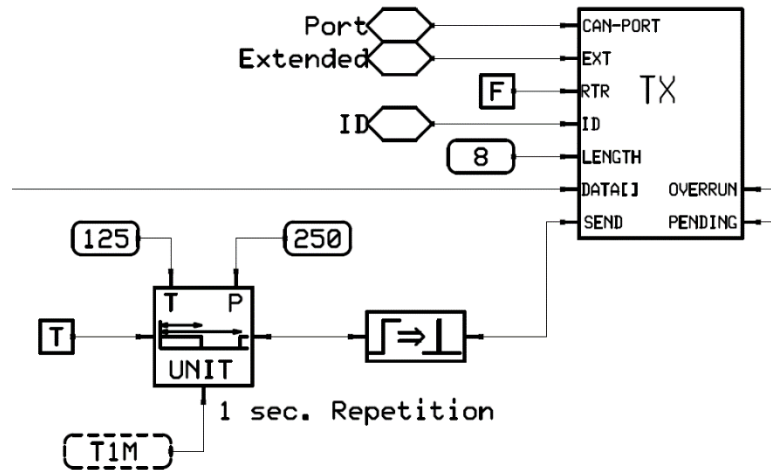 Port
CAN-PORT
Extended
EXT
F
RTR
TX
ID
ID
8
LENGTH
DATA[]
OVERRUN
SEND
PENDING
125
250
T
P
T
UNIT
1 sec. Repetition
T1M